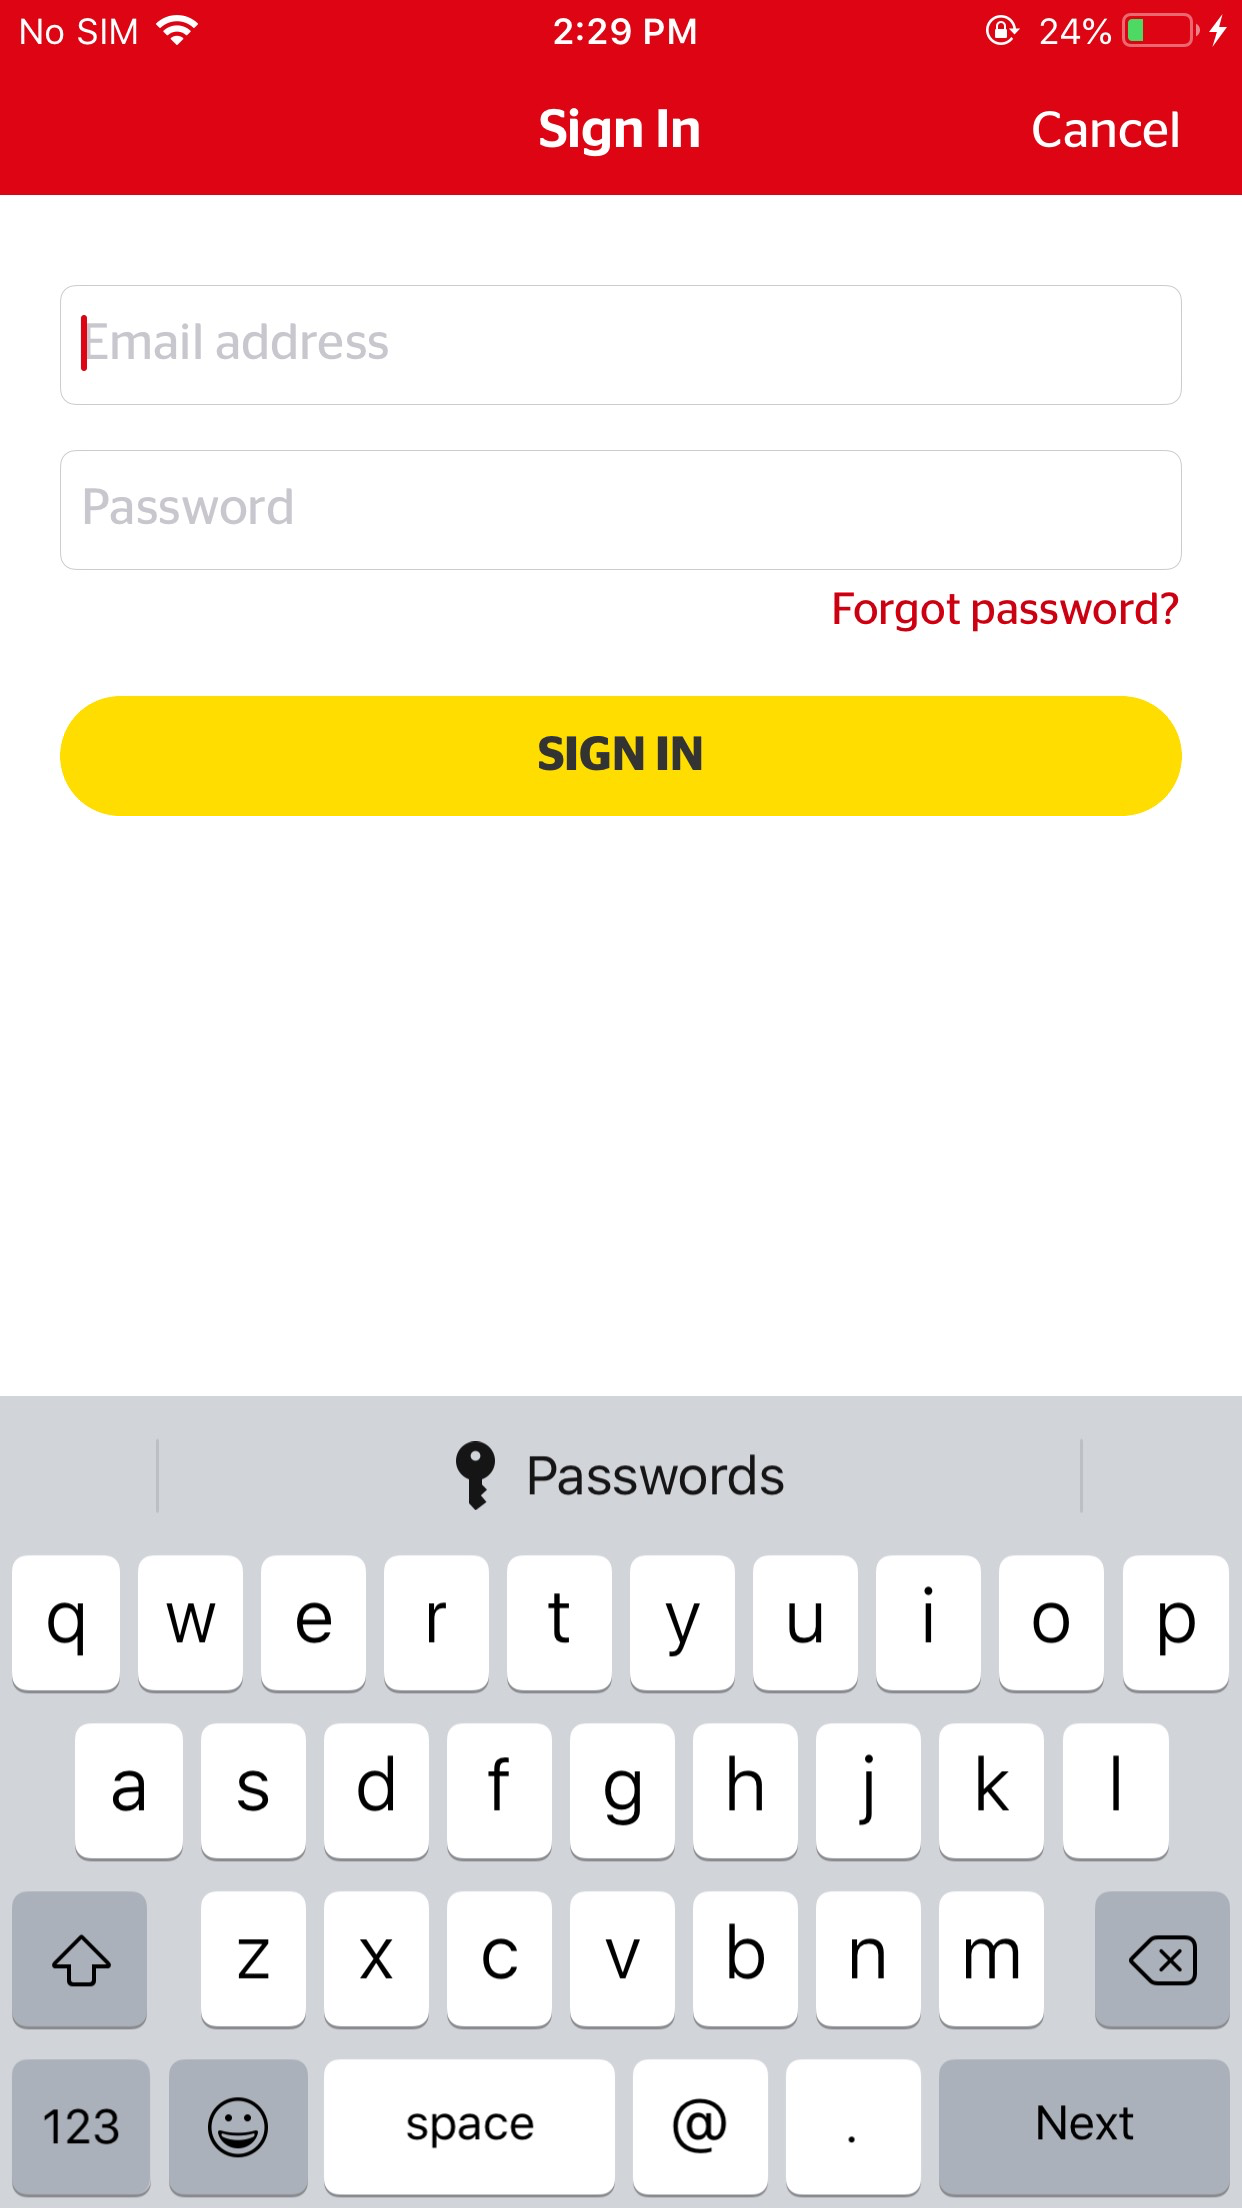 No SIM 2:29 PM 24%
Sign In Cancel
Email address
Password
Forgot password?
SIGN IN
Passwords
q w e r t y u i o p
a s d f g h j k l
z x c v b n m
123 space @ . Next